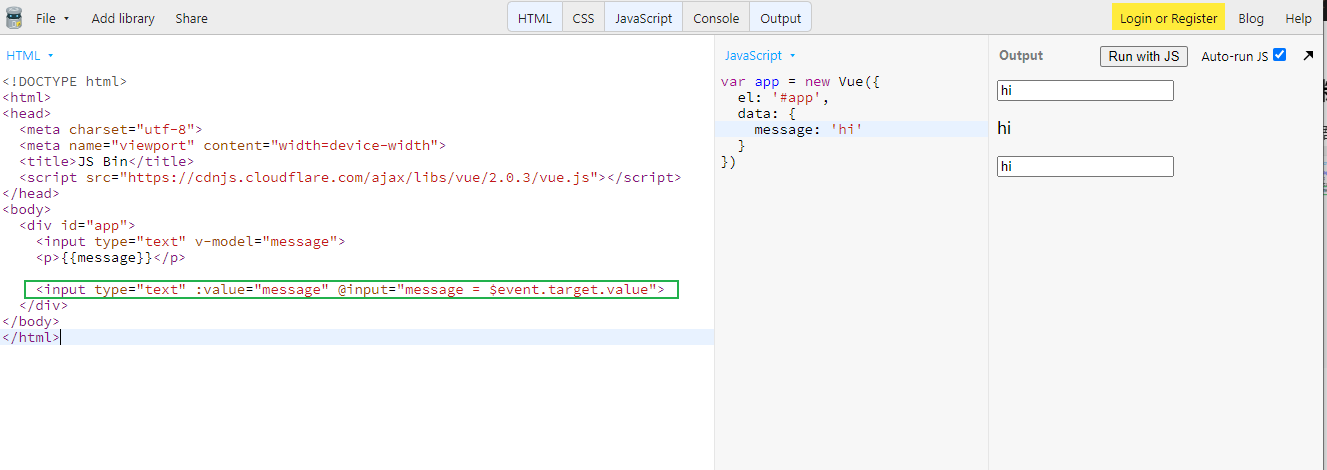 File Add library Share HTML CSS JavaScript Console Output Login or Register Blog Help
HTML
<!DOCTYPE html>
<html>
<head>
<meta charset="utf-8">
<meta name="viewport" content="width=device-width">
<title>JS Bin</title>
<script src="https://cdnjs.cloudflare.com/ajax/libs/vue/2.0.3/vue.js"></script>
</head>
<body>
<div id="app">
<input type="text" v-model="message">
<p>{{message}}</p>
<input type="text" :value="message" @input="message = $event.target.value">
</div>
</body>
</html>
JavaScript
var app = new Vue({
el: '#app',
data: {
message: 'hi'
}
})
Output Run with JS Auto-run JS
hi
hi
hi